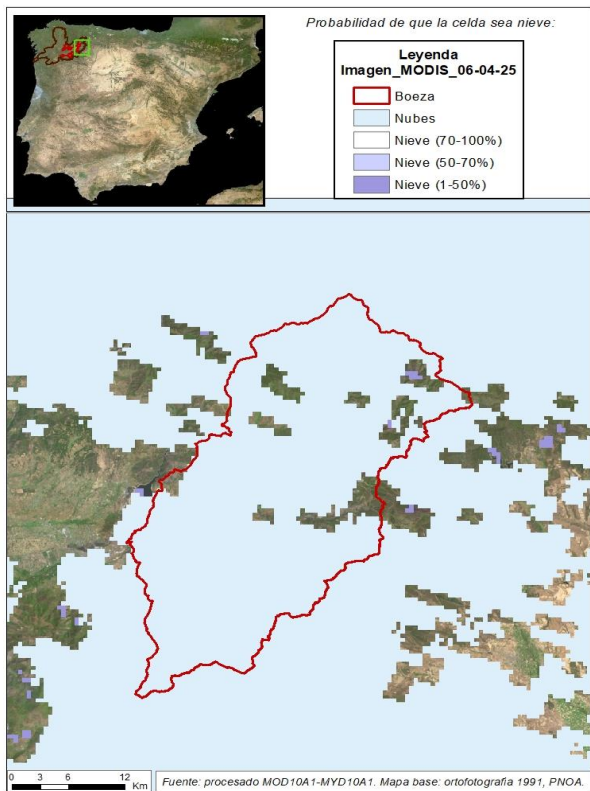 Probabilidad de que la celda sea nieve:
Leyenda
Imagen_MODIS_06-04-25
Boeza
Nubes
Nieve (70-100%)
Nieve (50-70%)
Nieve (1-50%)
0 3 6 12
Km
Fuente: procesado MOD10A1-MYD10A1. Mapa base: ortofotografia 1991, PNOA.